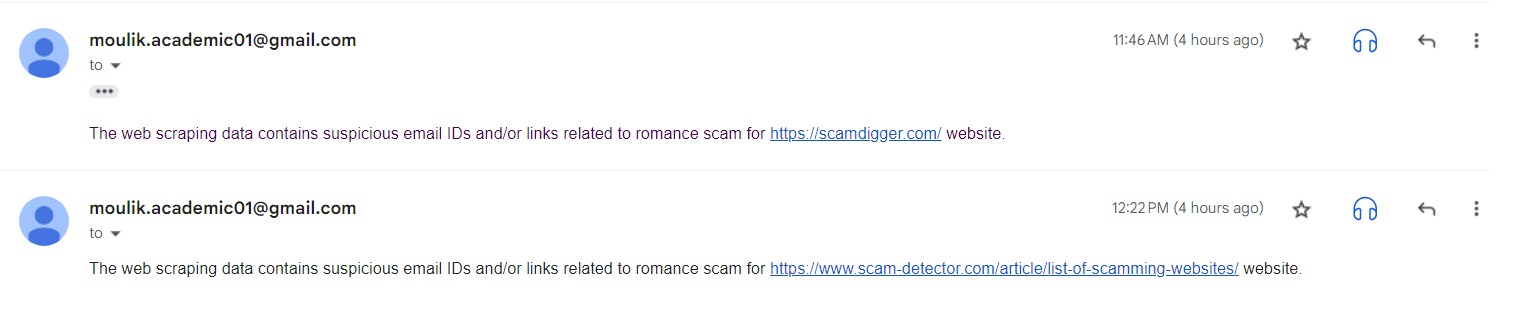 moulik.academic01@gmail.com
11:46 AM (4 hours ago)
to
The web scraping data contains suspicious email IDs and/or links related to romance scam for https://scamdigger.com/ website.
moulik.academic01@gmail.com
12:22 PM (4 hours ago)
to
The web scraping data contains suspicious email IDs and/or links related to romance scam for https://www.scam-detector.com/article/list-of-scamming-websites/ website.